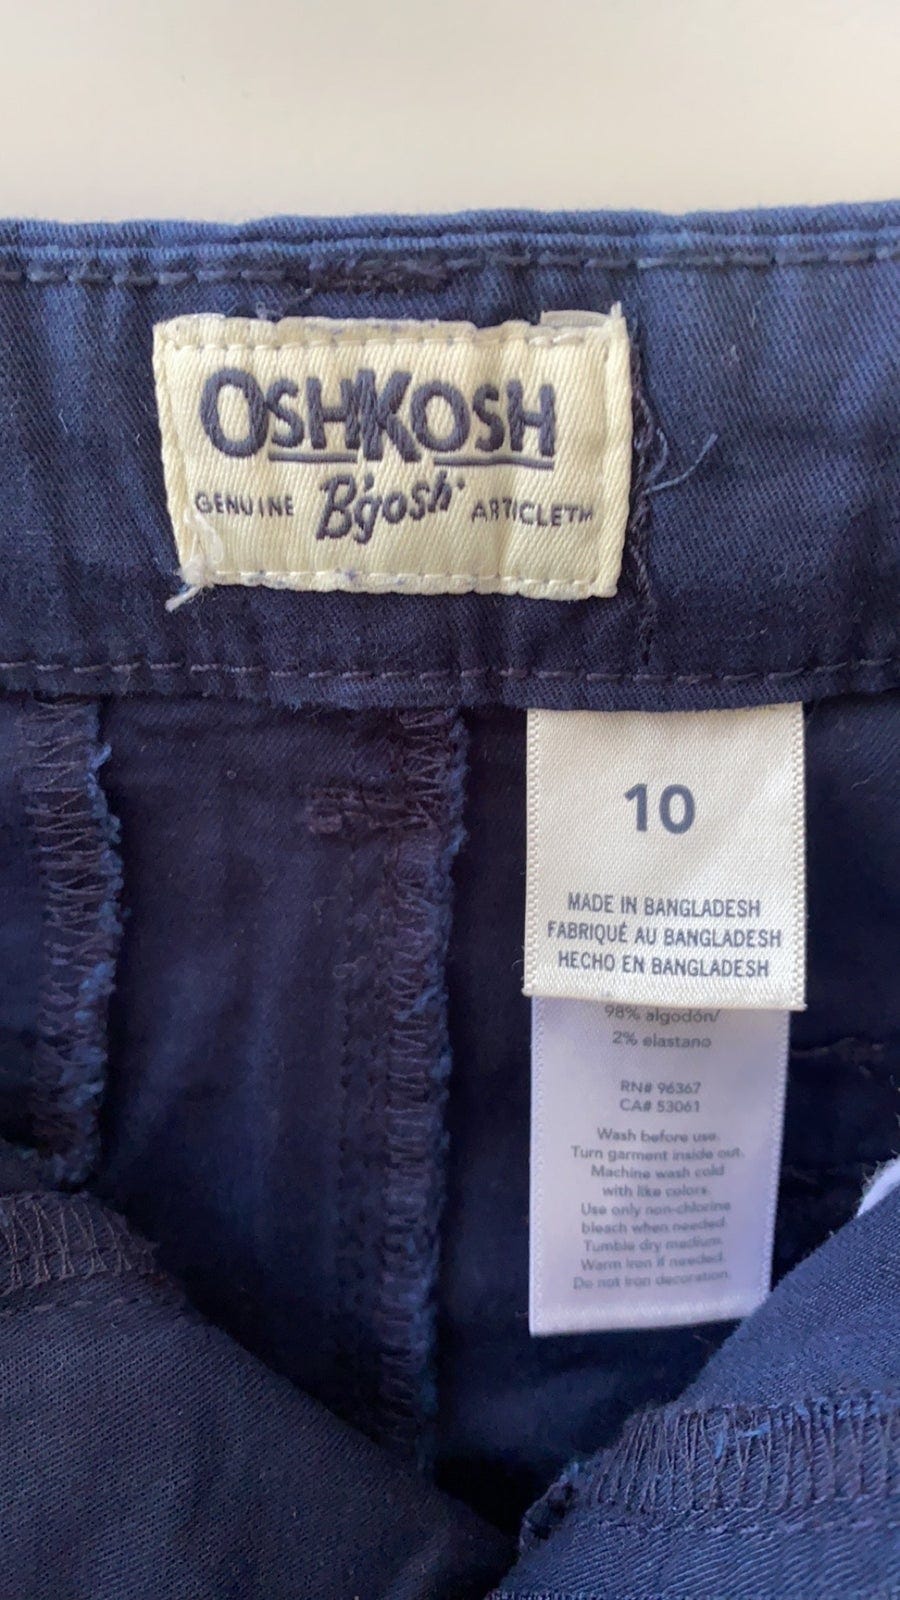 OSHKOSH
GENUINE B'gosh ARTICLETM
10
MADE IN BANGLADESH
FABRIQUÉ AU BANGLADESH
HECHO EN BANGLADESH
98% algodón/
2% elastano
RN# 96367
CA# 53061
Wash before use.
Turn garment inside out.
Machine wash cold
with like colors.
Use only non-chlorine
bleach when needed.
Tumble dry medium.
Warm iron if needed.
Do not iron decoration.